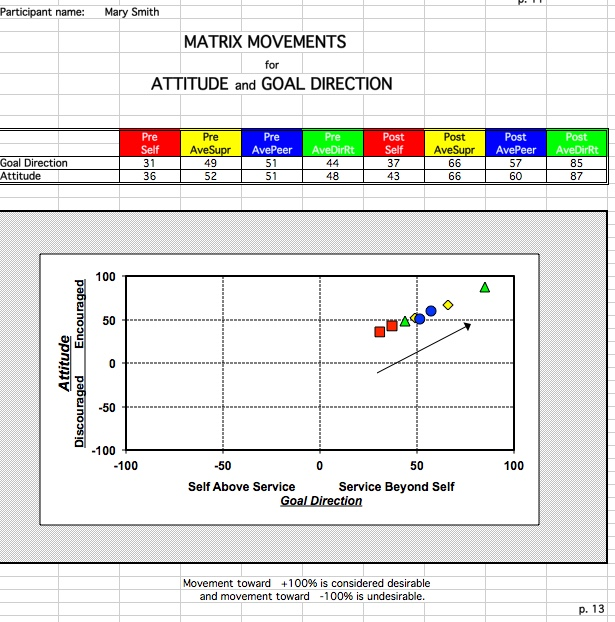 Participant name: Mary Smith
MATRIX MOVEMENTS
for
ATTITUDE and GOAL DIRECTION
Pre Pre Pre Pre Post Post Post Post
Self AveSupr AvePeer AveDirRt Self AveSupr AvePeer AveDirRt
Goal Direction 31 49 51 44 37 66 57 85
Attitude 36 52 51 48 43 66 60 87
Attitude
Discouraged Encouraged
100
50
0
-50
-100
-100 -50 0 50 100
Self Above Service Service Beyond Self
Goal Direction
Movement toward +100% is considered desirable
and movement toward -100% is undesirable.
p. 13